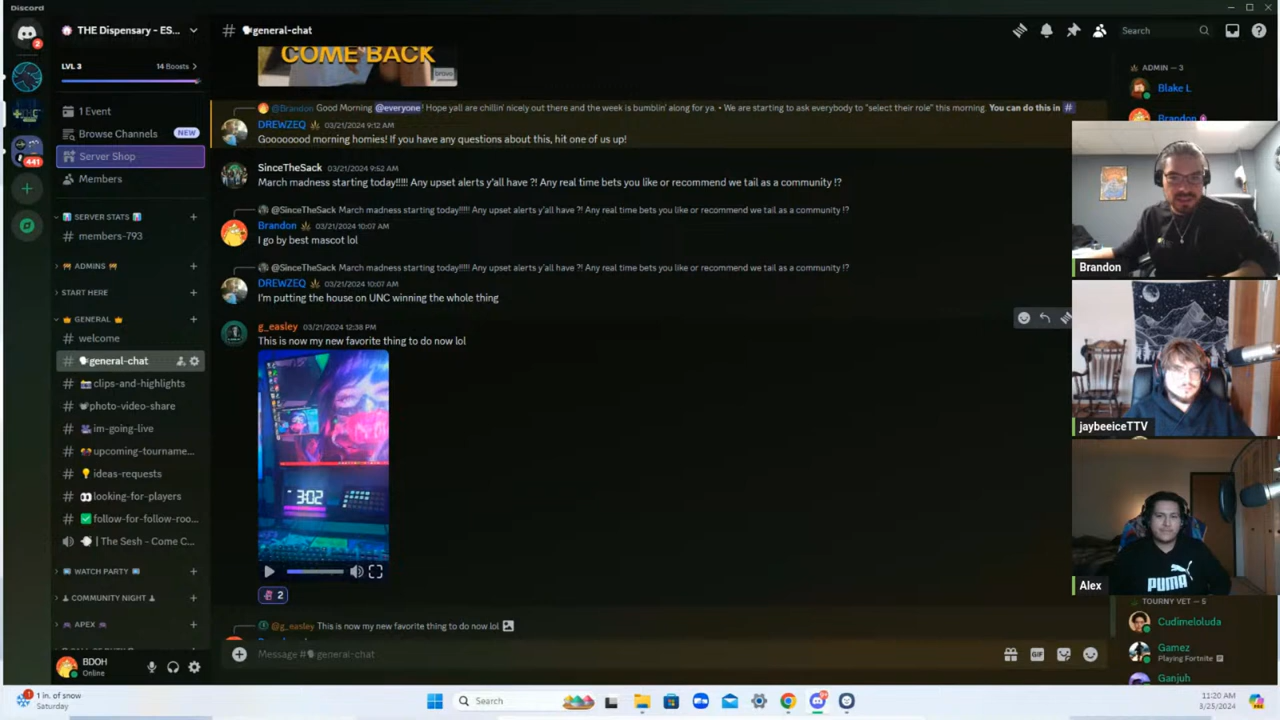 Discord
THE Dispensary - ES...
# 🗣general-chat
Search
LVL 3
14 Boosts >
1 Event
Browse Channels
NEW
Server Shop
Members
SERVER STATS
members-793
ADMINS
START HERE
GENERAL
welcome
general-chat
clips-and-highlights
photo-video-share
im-going-live
upcoming-tourname...
ideas-requests
looking-for-players
follow-for-follow-roo...
| The Sesh - Come C...
WATCH PARTY
COMMUNITY NIGHT
APEX
BDOH
Online
2
441
COME BACK
bravo
@Brandon Good Morning @everyone! Hope yall are chillin' nicely out there and the week is bumblin' along for ya. • We are starting to ask everybody to "select their role" this morning. You can do this in #
DREWZEQ 03/21/2024 9:12 AM
Goooooood morning homies! If you have any questions about this, hit one of us up!
SinceTheSack 03/21/2024 9:52 AM
March madness starting today!!!!! Any upset alerts y'all have ?! Any real time bets you like or recommend we tail as a community !?
@SinceTheSack March madness starting today!!!!! Any upset alerts y'all have ?! Any real time bets you like or recommend we tail as a community !?
Brandon 03/21/2024 10:07 AM
I go by best mascot lol
@SinceTheSack March madness starting today!!!!! Any upset alerts y'all have ?! Any real time bets you like or recommend we tail as a community !?
DREWZEQ 03/21/2024 10:07 AM
I'm putting the house on UNC winning the whole thing
g_easley 03/21/2024 12:38 PM
This is now my new favorite thing to do now lol
3:02
2
@g_easley This is now my new favorite thing to do now lol
Message #🗣general-chat
GIF
ADMIN — 3
Blake L
Brandon
Brandon
jaybeeiceTTV
PUMA
Alex
TOURNY VET — 5
Cudimeloluda
Gamez
Playing Fortnite
Ganjuh
1 in. of snow
Saturday
Search
11:20 AM
3/25/2024